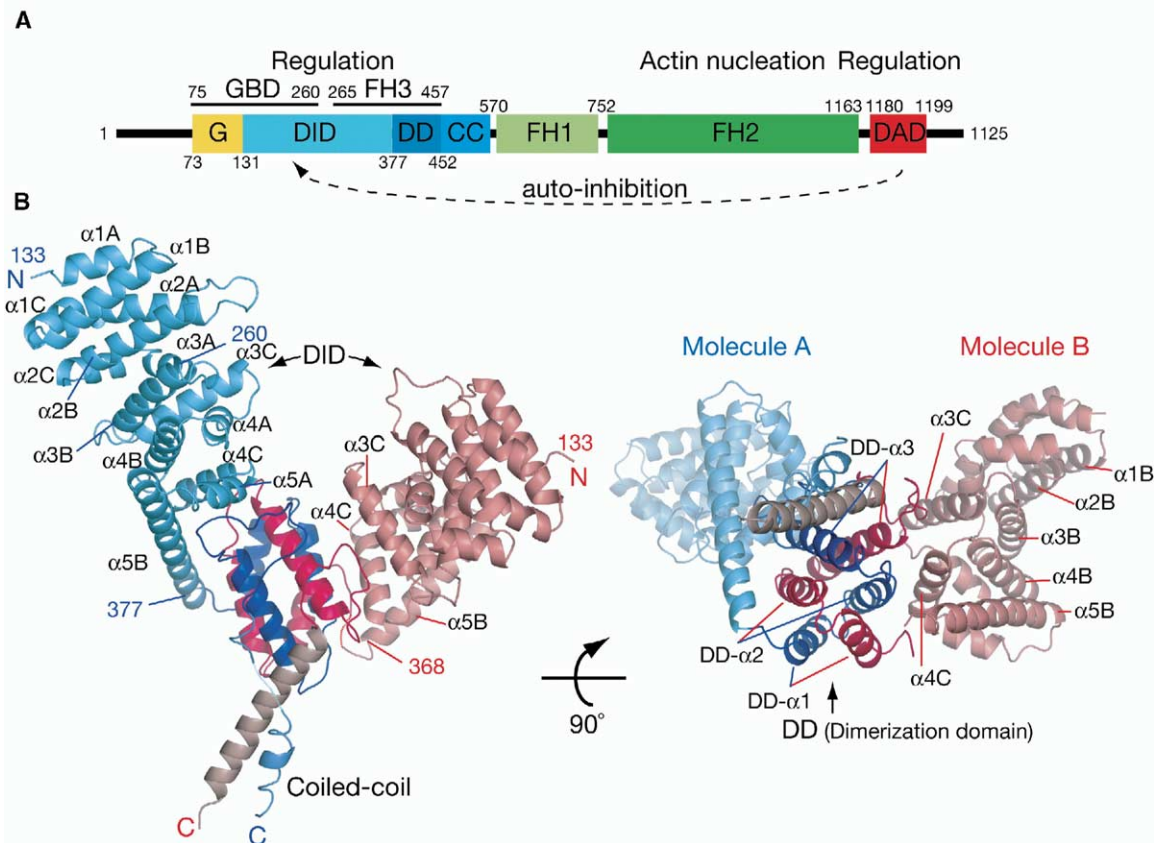 A
Regulation
Actin nucleation
Regulation
75 GBD 260 265 FH3 457
570
752
1163 1180 1199
1 G DID DD CC FH1 FH2 DAD 1125
73 131 377 452
auto-inhibition
B
α1A
α1B
133
N
α2A
α1C
α3A
260
α3C
DID
α2C
α2B
α4A
α3B
α4B
α4C
α5A
α5B
377
α3C
133
N
α4C
α5B
368
Coiled-coil
C
C
90°
Molecule A
Molecule B
α3C
DD-α3
α1B
α2B
α3B
α4B
α5B
DD-α2
α4C
DD-α1
DD (Dimerization domain)